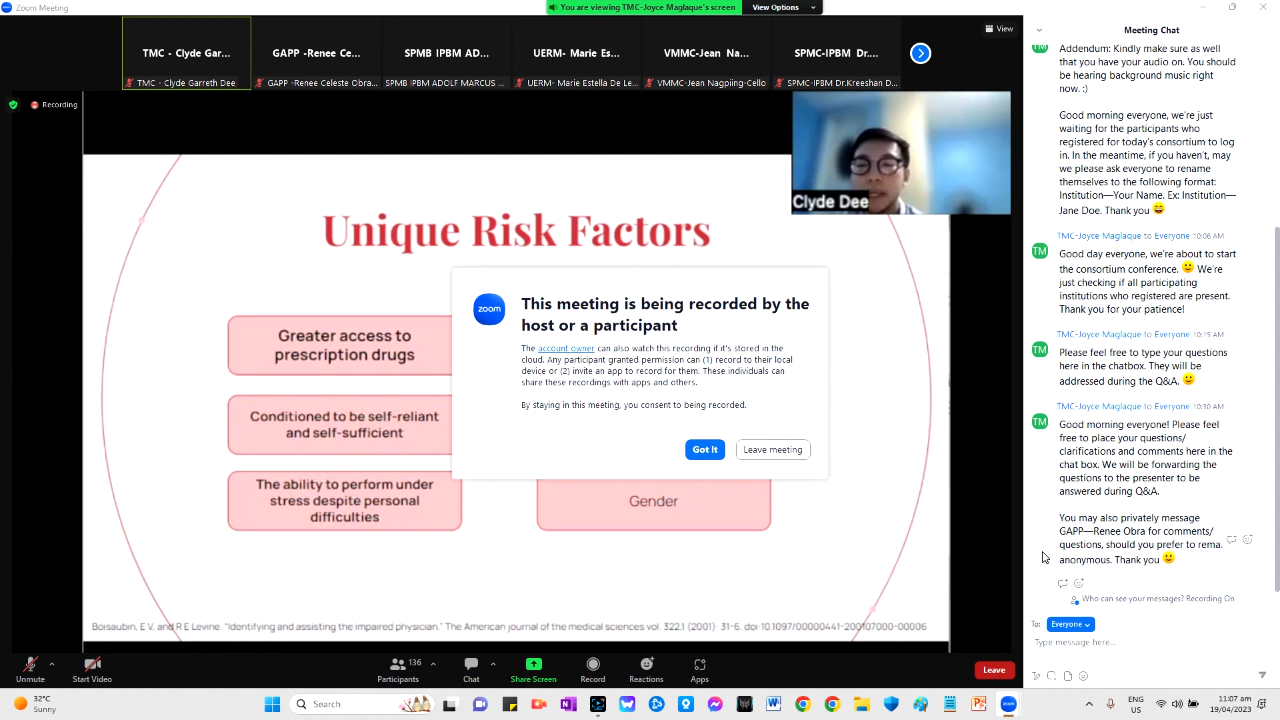 Zoom Meeting
You are viewing TMC-Joyce Maglaque's screen
View Options
TMC - Clyde Gar...
GAPP -Renee Ce...
SPMB IPBM AD...
UERM- Marie Es...
VMMC-Jean Na...
SPMC-IPBM Dr....
TMC - Clyde Garreth Dee
GAPP -Renee Celeste Obra...
SPMB IPBM ADOLF MARCUS ...
UERM- Marie Estella De Le...
VMMC-Jean Nagpiing-Cello
SPMC-IPBM Dr.Kreeshan D...
View
Recording
Clyde Dee
Unique Risk Factors
Greater access to
prescription drugs
Conditioned to be self-reliant
and self-sufficient
The ability to perform under
stress despite personal
difficulties
Gender
zoom
This meeting is being recorded by the
host or a participant
The account owner can also watch this recording if it's stored in the
cloud. Any participant granted permission can (1) record to their local
device or (2) invite an app to record for them. These individuals can
share these recordings with apps and others.
By staying in this meeting, you consent to being recorded.
Got it
Leave meeting
Boisaubin, E V, and R E Levine. "Identifying and assisting the impaired physician." The American journal of the medical sciences vol. 322,1 (2001) 31-6. doi:10.1097/00000441-200107000-00006
Meeting Chat
TM
Addendum: Kindly make sure as well
that you have your audio on. You should
be hearing background music right
now. :)
Good morning everyone, we're just
waiting for the participants who
registered for today's consortium to log
in. In the meantime, if you haven't, may
we please ask everyone to rename
themselves to the following format:
Institution—Your Name. Ex: Institution—
Jane Doe. Thank you 😄
TMC-Joyce Maglaque to Everyone 10:06 AM
TM
Good day everyone, we're about to start
the consortium conference. 🙂 We're
just checking if all participating
institutions who registered are present.
Thank you for your patience!
TMC-Joyce Maglaque to Everyone 10:15 AM
TM
Please feel free to type your questions
here in the chatbox. They will be
addressed during the Q&A. 🙂
TMC-Joyce Maglaque to Everyone 10:30 AM
TM
Good morning everyone! Please feel
free to place your questions/
clarifications and comments here in the
chat box. We will be forwarding the
questions to the presenter to be
answered during Q&A.
You may also privately message
GAPP—Renee Obra for comments/
questions, should you prefer to rema
anonymous. Thank you 🙂
Who can see your messages? Recording On
To: Everyone
Type message here...
Unmute
Start Video
Participants
136
Chat
Share Screen
Record
Reactions
Apps
Leave
32°C
Sunny
Search
ENG
US
11:07 am
19/04/2023
zoom